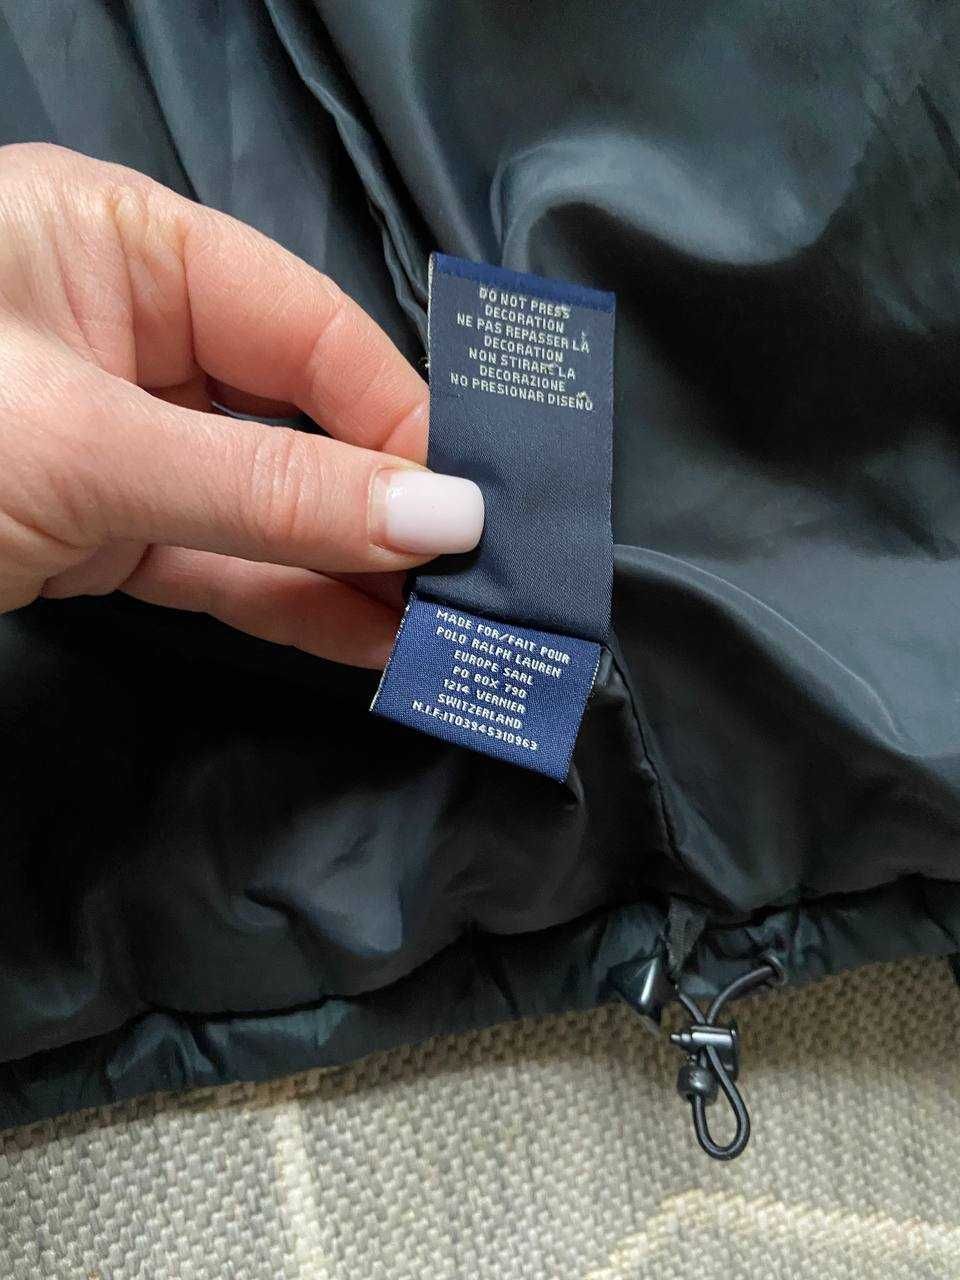 DO NOT PRESS
DECORATION
NE PAS REPASSER LA
DECORATION
NON STIRARE LA
DECORAZIONE
NO PRESIONAR DISENO
MADE FOR/FAIT POUR
POLO RALPH LAUREN
EUROPE SARL
PO BOX 790
1214 VERNIER
SWITZERLAND
N.I.F:IT03945310963